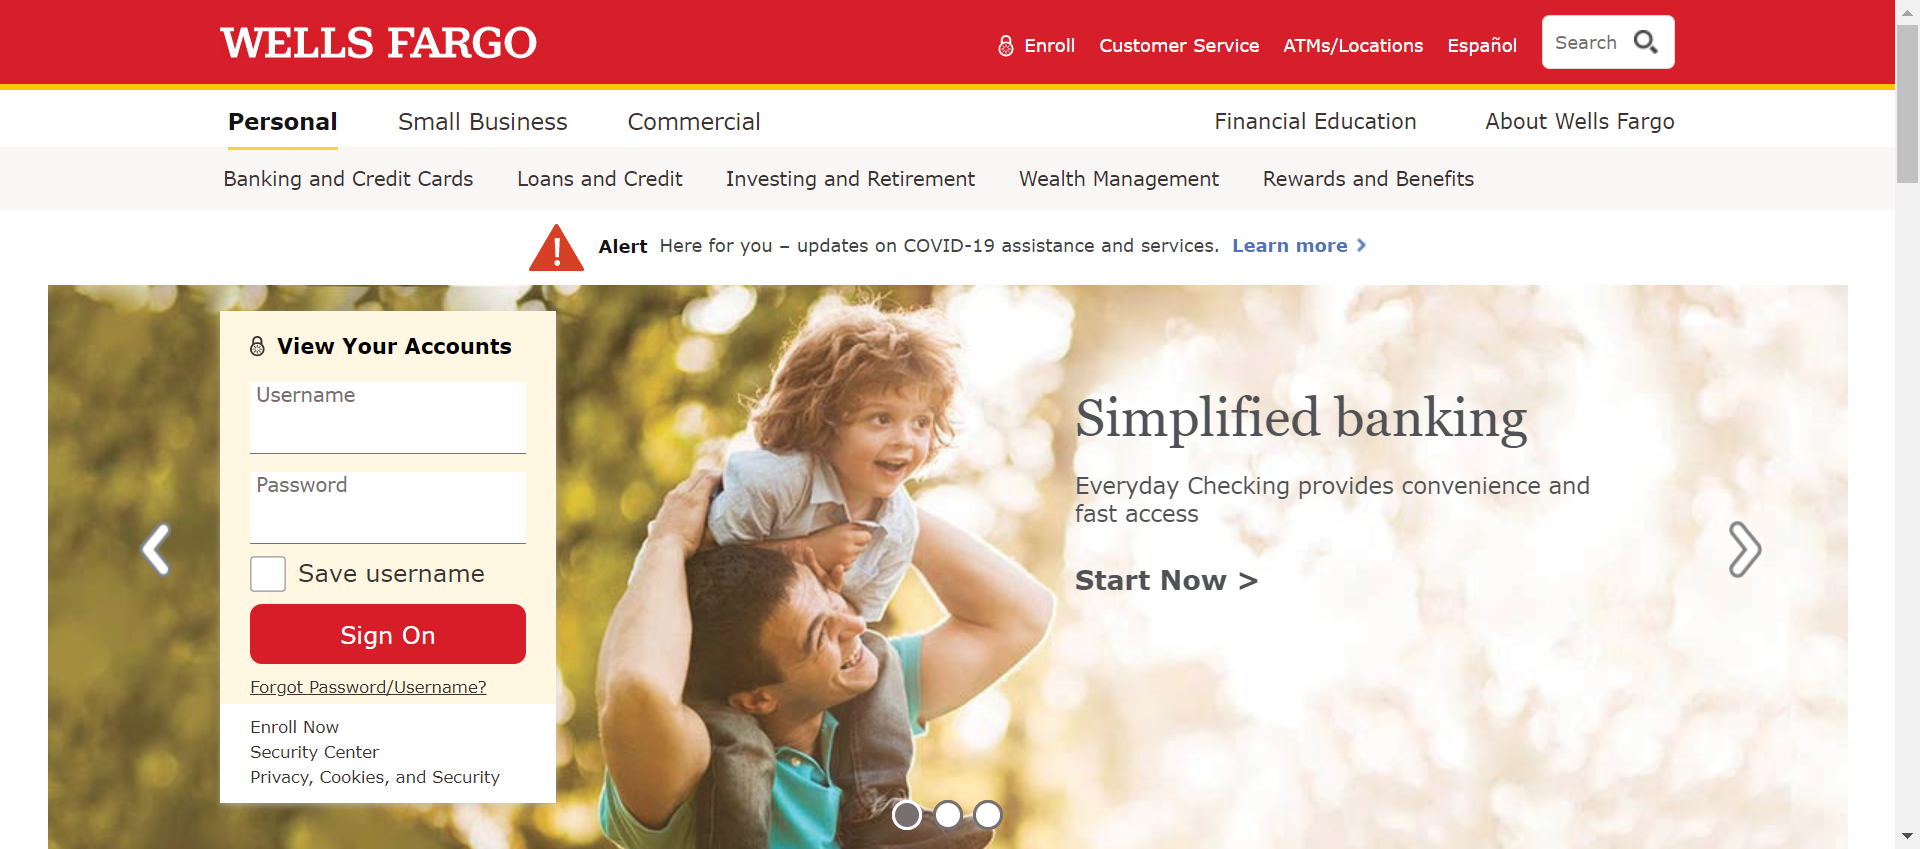 WELLS FARGO
Enroll Customer Service ATMs/Locations Español Search
Personal Small Business Commercial Financial Education About Wells Fargo
Banking and Credit Cards Loans and Credit Investing and Retirement Wealth Management Rewards and Benefits
Alert Here for you – updates on COVID-19 assistance and services. Learn more
View Your Accounts
Username
Password
Save username
Sign On
Forgot Password/Username?
Enroll Now
Security Center
Privacy, Cookies, and Security
Simplified banking
Everyday Checking provides convenience and
fast access
Start Now >